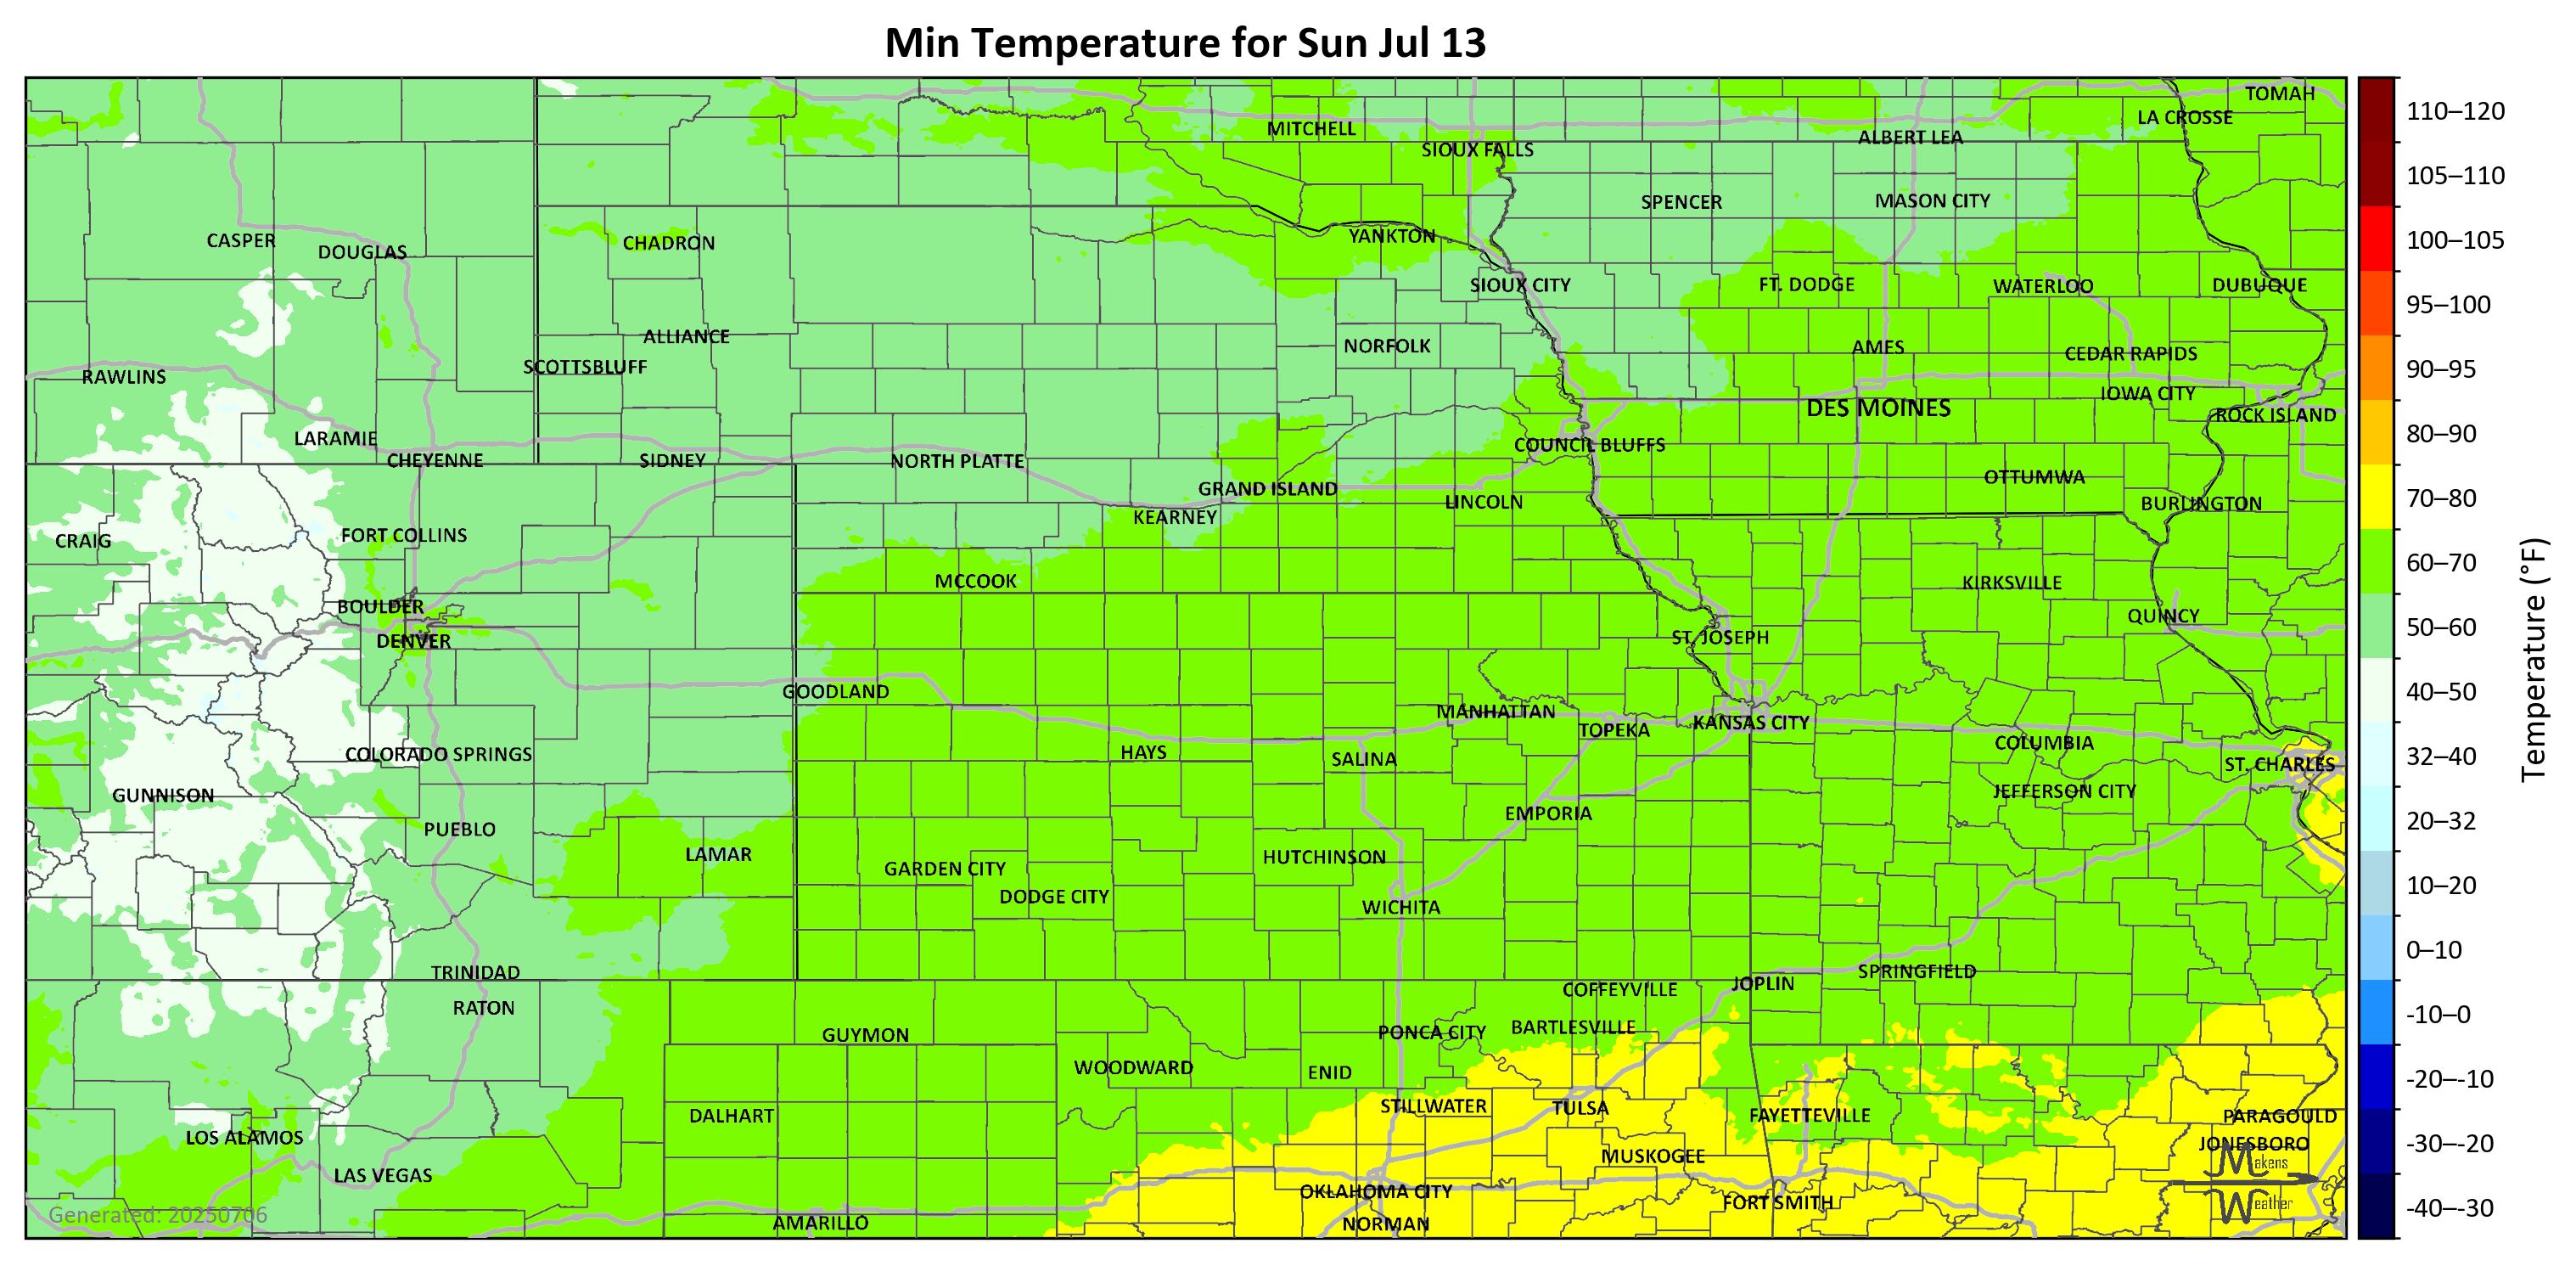 Min Temperature for Sun Jul 13
TOMAH
LA CROSSE
MITCHELL
ALBERT LEA
SIOUX FALLS
SPENCER
MASON CITY
CASPER
DOUGLAS
CHADRON
YANKTON
SIOUX CITY
FT. DODGE
WATERLOO
DUBUQUE
ALLIANCE
NORFOLK
AMES
CEDAR RAPIDS
SCOTTSBLUFF
RAWLINS
IOWA CITY
DES MOINES
ROCK ISLAND
LARAMIE
COUNCIL BLUFFS
CHEYENNE
SIDNEY
NORTH PLATTE
OTTUMWA
GRAND ISLAND
LINCOLN
BURLINGTON
KEARNEY
CRAIG
FORT COLLINS
MCCOOK
KIRKSVILLE
BOULDER
QUINCY
DENVER
ST. JOSEPH
GOODLAND
MANHATTAN
TOPEKA
KANSAS CITY
COLORADO SPRINGS
HAYS
SALINA
COLUMBIA
ST. CHARLES
GUNNISON
JEFFERSON CITY
EMPORIA
PUEBLO
LAMAR
GARDEN CITY
HUTCHINSON
DODGE CITY
WICHITA
TRINIDAD
SPRINGFIELD
JOPLIN
COFFEYVILLE
RATON
GUYMON
PONCA CITY
BARTLESVILLE
WOODWARD
ENID
DALHART
STILLWATER
TULSA
FAYETTEVILLE
PARAGOULD
LOS ALAMOS
JONESBORO
MUSKOGEE
LAS VEGAS
OKLAHOMA CITY
FORT SMITH
AMARILLO
NORMAN
Generated: 20250706
Makens
Weather
110–120
105–110
100–105
95–100
90–95
80–90
70–80
60–70
50–60
40–50
32–40
20–32
10–20
0–10
-10–0
-20–-10
-30–-20
-40–-30
Temperature (°F)